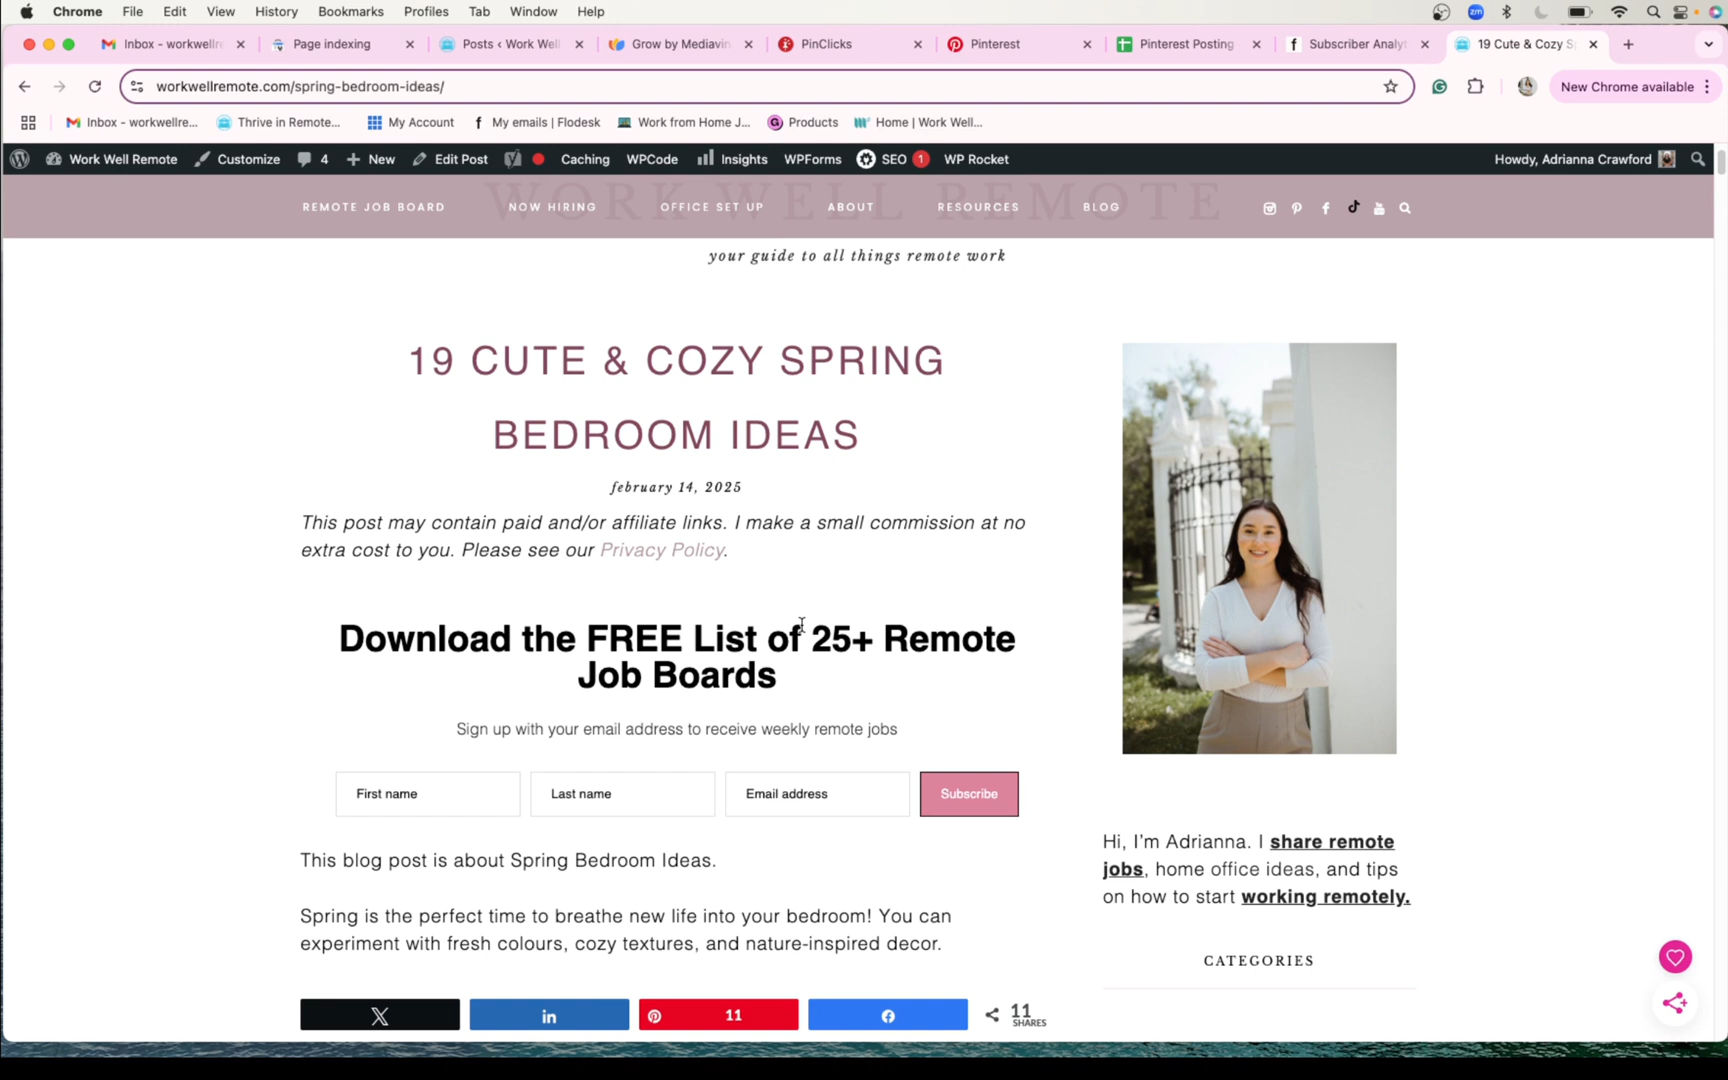 Chrome File Edit View History Bookmarks Profiles Tab Window Help
zm
Inbox - workwellr
Page indexing
Posts ‹ Work Well
Grow by Mediavin
PinClicks
Pinterest
Pinterest Posting
Subscriber Analyt
19 Cute & Cozy S
workwellremote.com/spring-bedroom-ideas/
New Chrome available
Inbox - workwellre...
Thrive in Remote...
My Account
My emails | Flodesk
Work from Home J...
Products
Home | Work Well...
Work Well Remote
Customize
4
New
Edit Post
Caching
WPCode
Insights
WPForms
SEO 1
WP Rocket
Howdy, Adrianna Crawford
WORK WELL REMOTE
REMOTE JOB BOARD
NOW HIRING
OFFICE SET UP
ABOUT
RESOURCES
BLOG
your guide to all things remote work
19 CUTE & COZY SPRING
BEDROOM IDEAS
february 14, 2025
This post may contain paid and/or affiliate links. I make a small commission at no
extra cost to you. Please see our Privacy Policy.
Download the FREE List of 25+ Remote
Job Boards
Sign up with your email address to receive weekly remote jobs
First name
Last name
Email address
Subscribe
This blog post is about Spring Bedroom Ideas.
Spring is the perfect time to breathe new life into your bedroom! You can
experiment with fresh colours, cozy textures, and nature-inspired decor.
11
11
SHARES
Hi, I'm Adrianna. I share remote
jobs, home office ideas, and tips
on how to start working remotely.
CATEGORIES